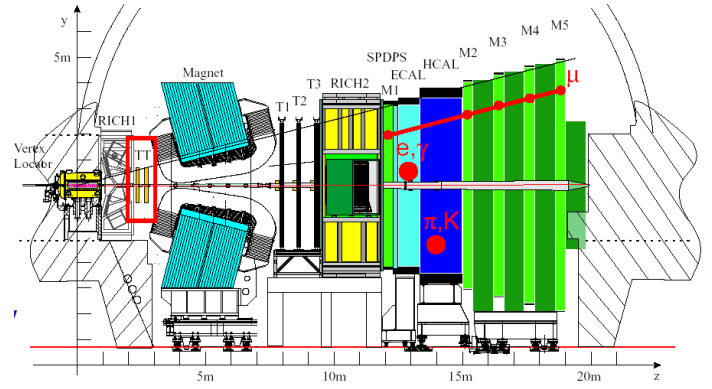 y
5m
Magnet
RICH1
TT
Verex
Locator
T1
T2
T3
RICH2
SPDPS
M1
ECAL
HCAL
M2
M3
M4
M5
μ
e,γ
π,K
5m
10m
15m
20m
z